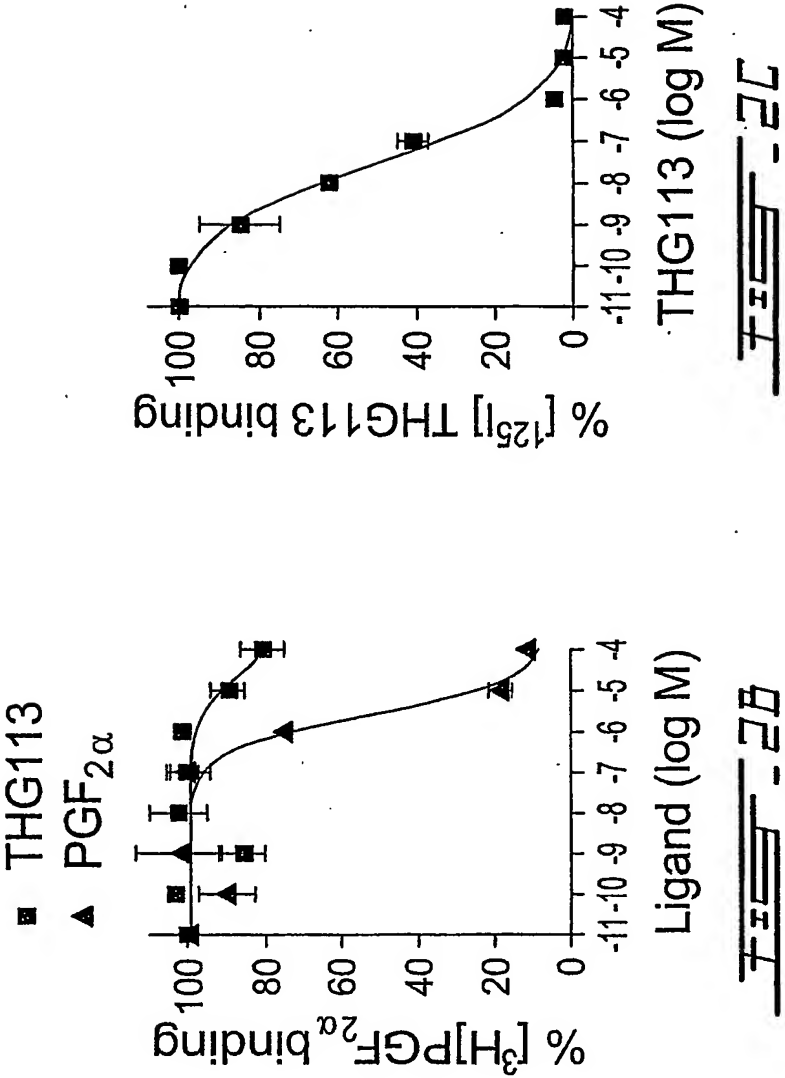 THG113
PGF2α
% [3H]PGF2α binding
100
80
60
40
20
0
-11 -10 -9 -8 -7 -6 -5 -4
Ligand (log M)
FIG-2B
% [125I] THG113 binding
100
80
60
40
20
0
-11 -10 -9 -8 -7 -6 -5 -4
THG113 (log M)
FIG-2C